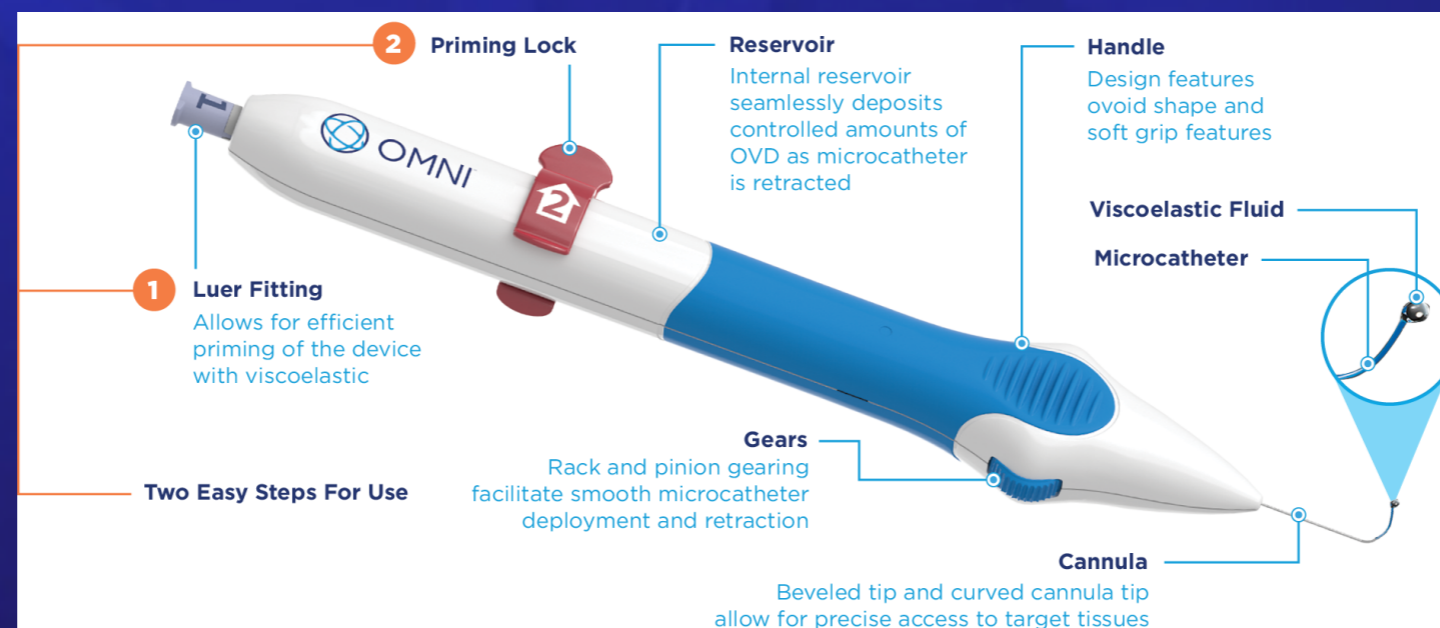 2 Priming Lock
Reservoir
Internal reservoir
seamlessly deposits
controlled amounts of
OVD as microcatheter
is retracted
Handle
Design features
ovoid shape and
soft grip features
Viscoelastic Fluid
Microcatheter
1
OMNI
2
1 Luer Fitting
Allows for efficient
priming of the device
with viscoelastic
Gears
Rack and pinion gearing
facilitate smooth microcatheter
deployment and retraction
Two Easy Steps For Use
Cannula
Beveled tip and curved cannula tip
allow for precise access to target tissues